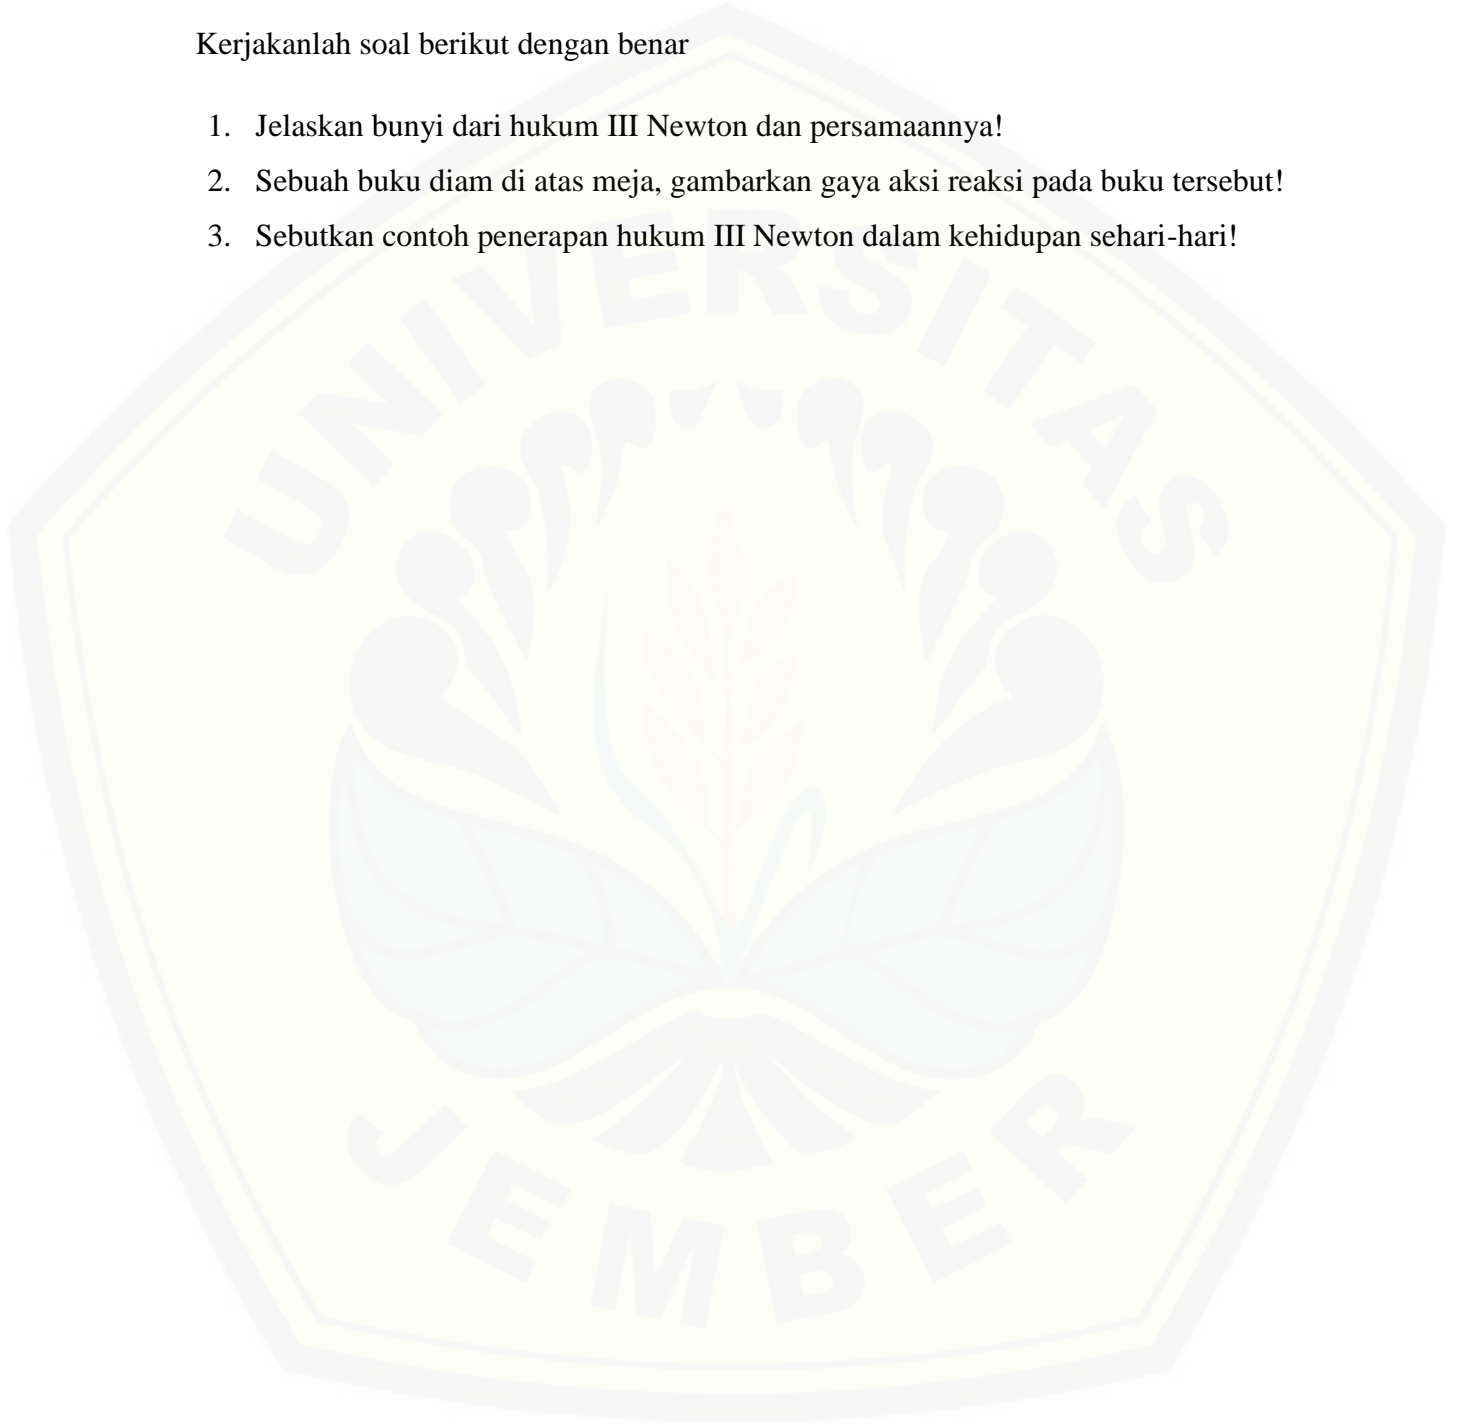 Kerjakanlah soal berikut dengan benar
1. Jelaskan bunyi dari hukum III Newton dan persamaannya!
2. Sebuah buku diam di atas meja, gambarkan gaya aksi reaksi pada buku tersebut!
3. Sebutkan contoh penerapan hukum III Newton dalam kehidupan sehari-hari!
UNIVERSITAS
JEMBER